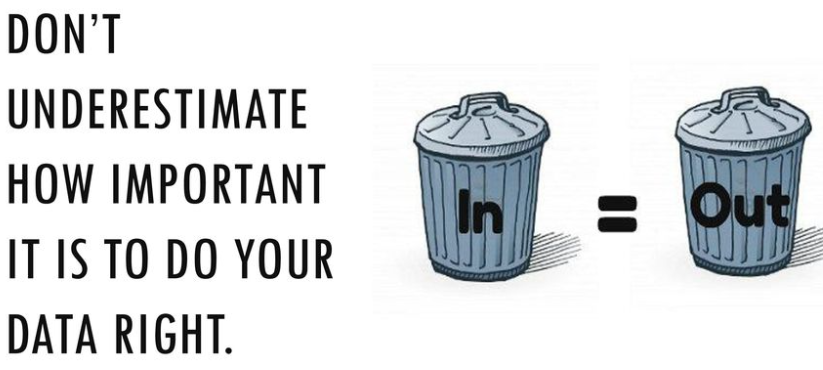 DON'T
UNDERESTIMATE
HOW IMPORTANT
IT IS TO DO YOUR
DATA RIGHT.
In = Out